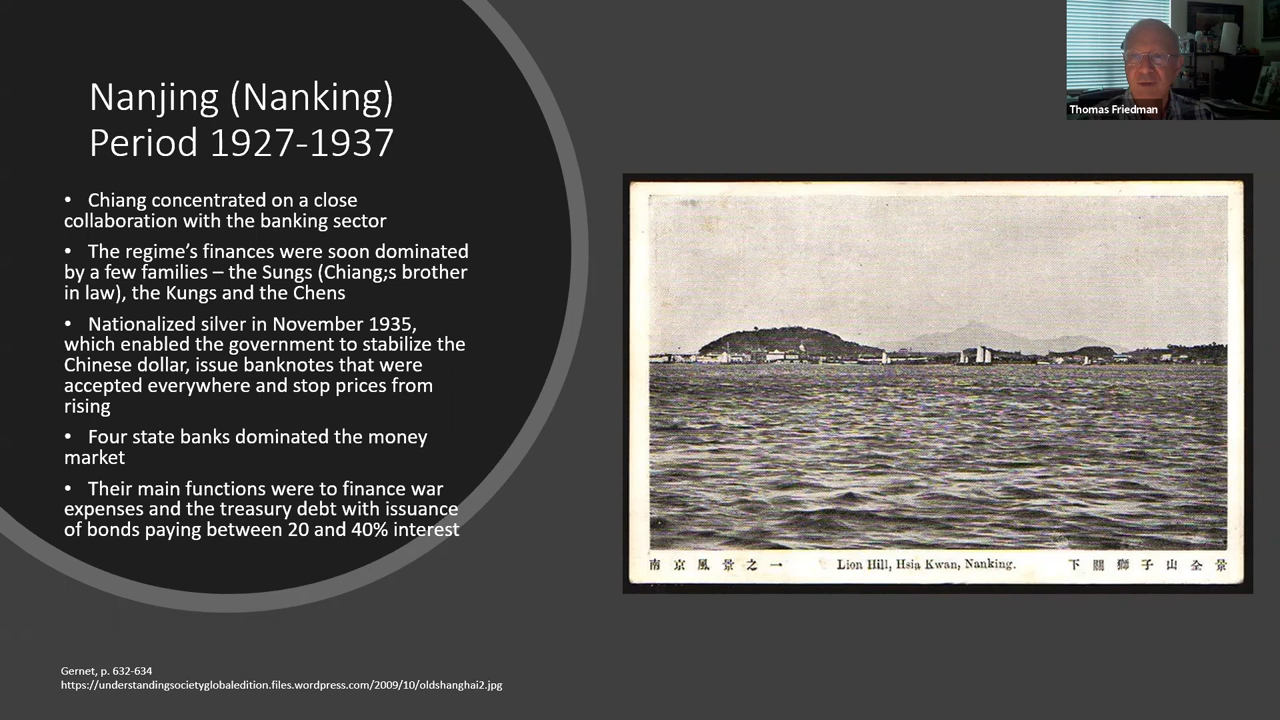 Nanjing (Nanking)
Period 1927-1937
• Chiang concentrated on a close
collaboration with the banking sector
• The regime’s finances were soon dominated
by a few families – the Sungs (Chiang;s brother
in law), the Kungs and the Chens
• Nationalized silver in November 1935,
which enabled the government to stabilize the
Chinese dollar, issue banknotes that were
accepted everywhere and stop prices from
rising
• Four state banks dominated the money
market
• Their main functions were to finance war
expenses and the treasury debt with issuance
of bonds paying between 20 and 40% interest
Thomas Friedman
南京風景之一 Lion Hill, Hsia Kwan, Nanking. 下關獅子山全景
Gernet, p. 632-634
https://understandingsocietyglobaledition.files.wordpress.com/2009/10/oldshanghai2.jpg